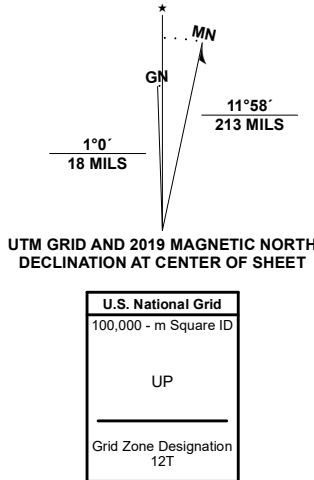 ★
MN
GN
11°58´
213 MILS
1°0´
18 MILS
UTM GRID AND 2019 MAGNETIC NORTH
DECLINATION AT CENTER OF SHEET
U.S. National Grid
100,000 - m Square ID
UP
Grid Zone Designation
12T